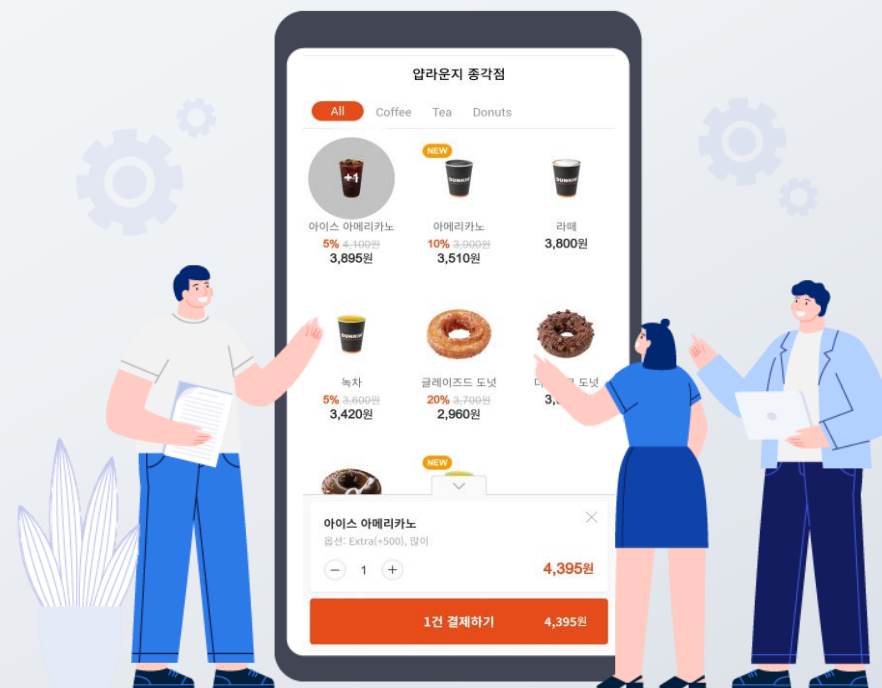 얍라운지 종각점
All Coffee Tea Donuts
NEW
+1
DUNKIN'
DUNKIN'
아이스 아메리카노 아메리카노 라떼
5% 4,100원 10% 3,900원 3,800원
3,895원 3,510원
DUNKIN'
녹차 글레이즈드 도넛 도넛
5% 3,600원 20% 3,700원
3,420원 2,960원
NEW
아이스 아메리카노
옵션: Extra(+500), 많이
1 4,395원
1건 결제하기 4,395원